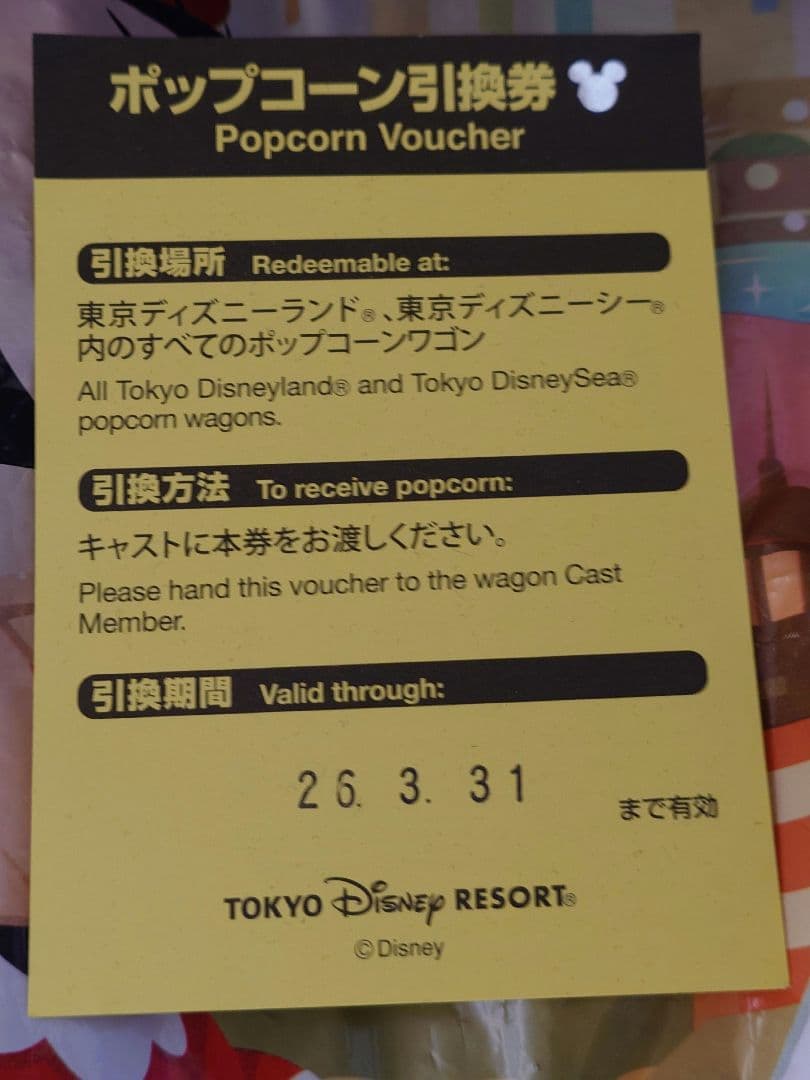 ポップコーン引換券
Popcorn Voucher
引換場所 Redeemable at:
東京ディズニーランド®、東京ディズニーシー®
内のすべてのポップコーンワゴン
All Tokyo Disneyland® and Tokyo DisneySea®
popcorn wagons.
引換方法 To receive popcorn:
キャストに本券をお渡しください。
Please hand this voucher to the wagon Cast
Member.
引換期間 Valid through:
26. 3. 31
まで有効
TOKYO Disney RESORT®
©Disney